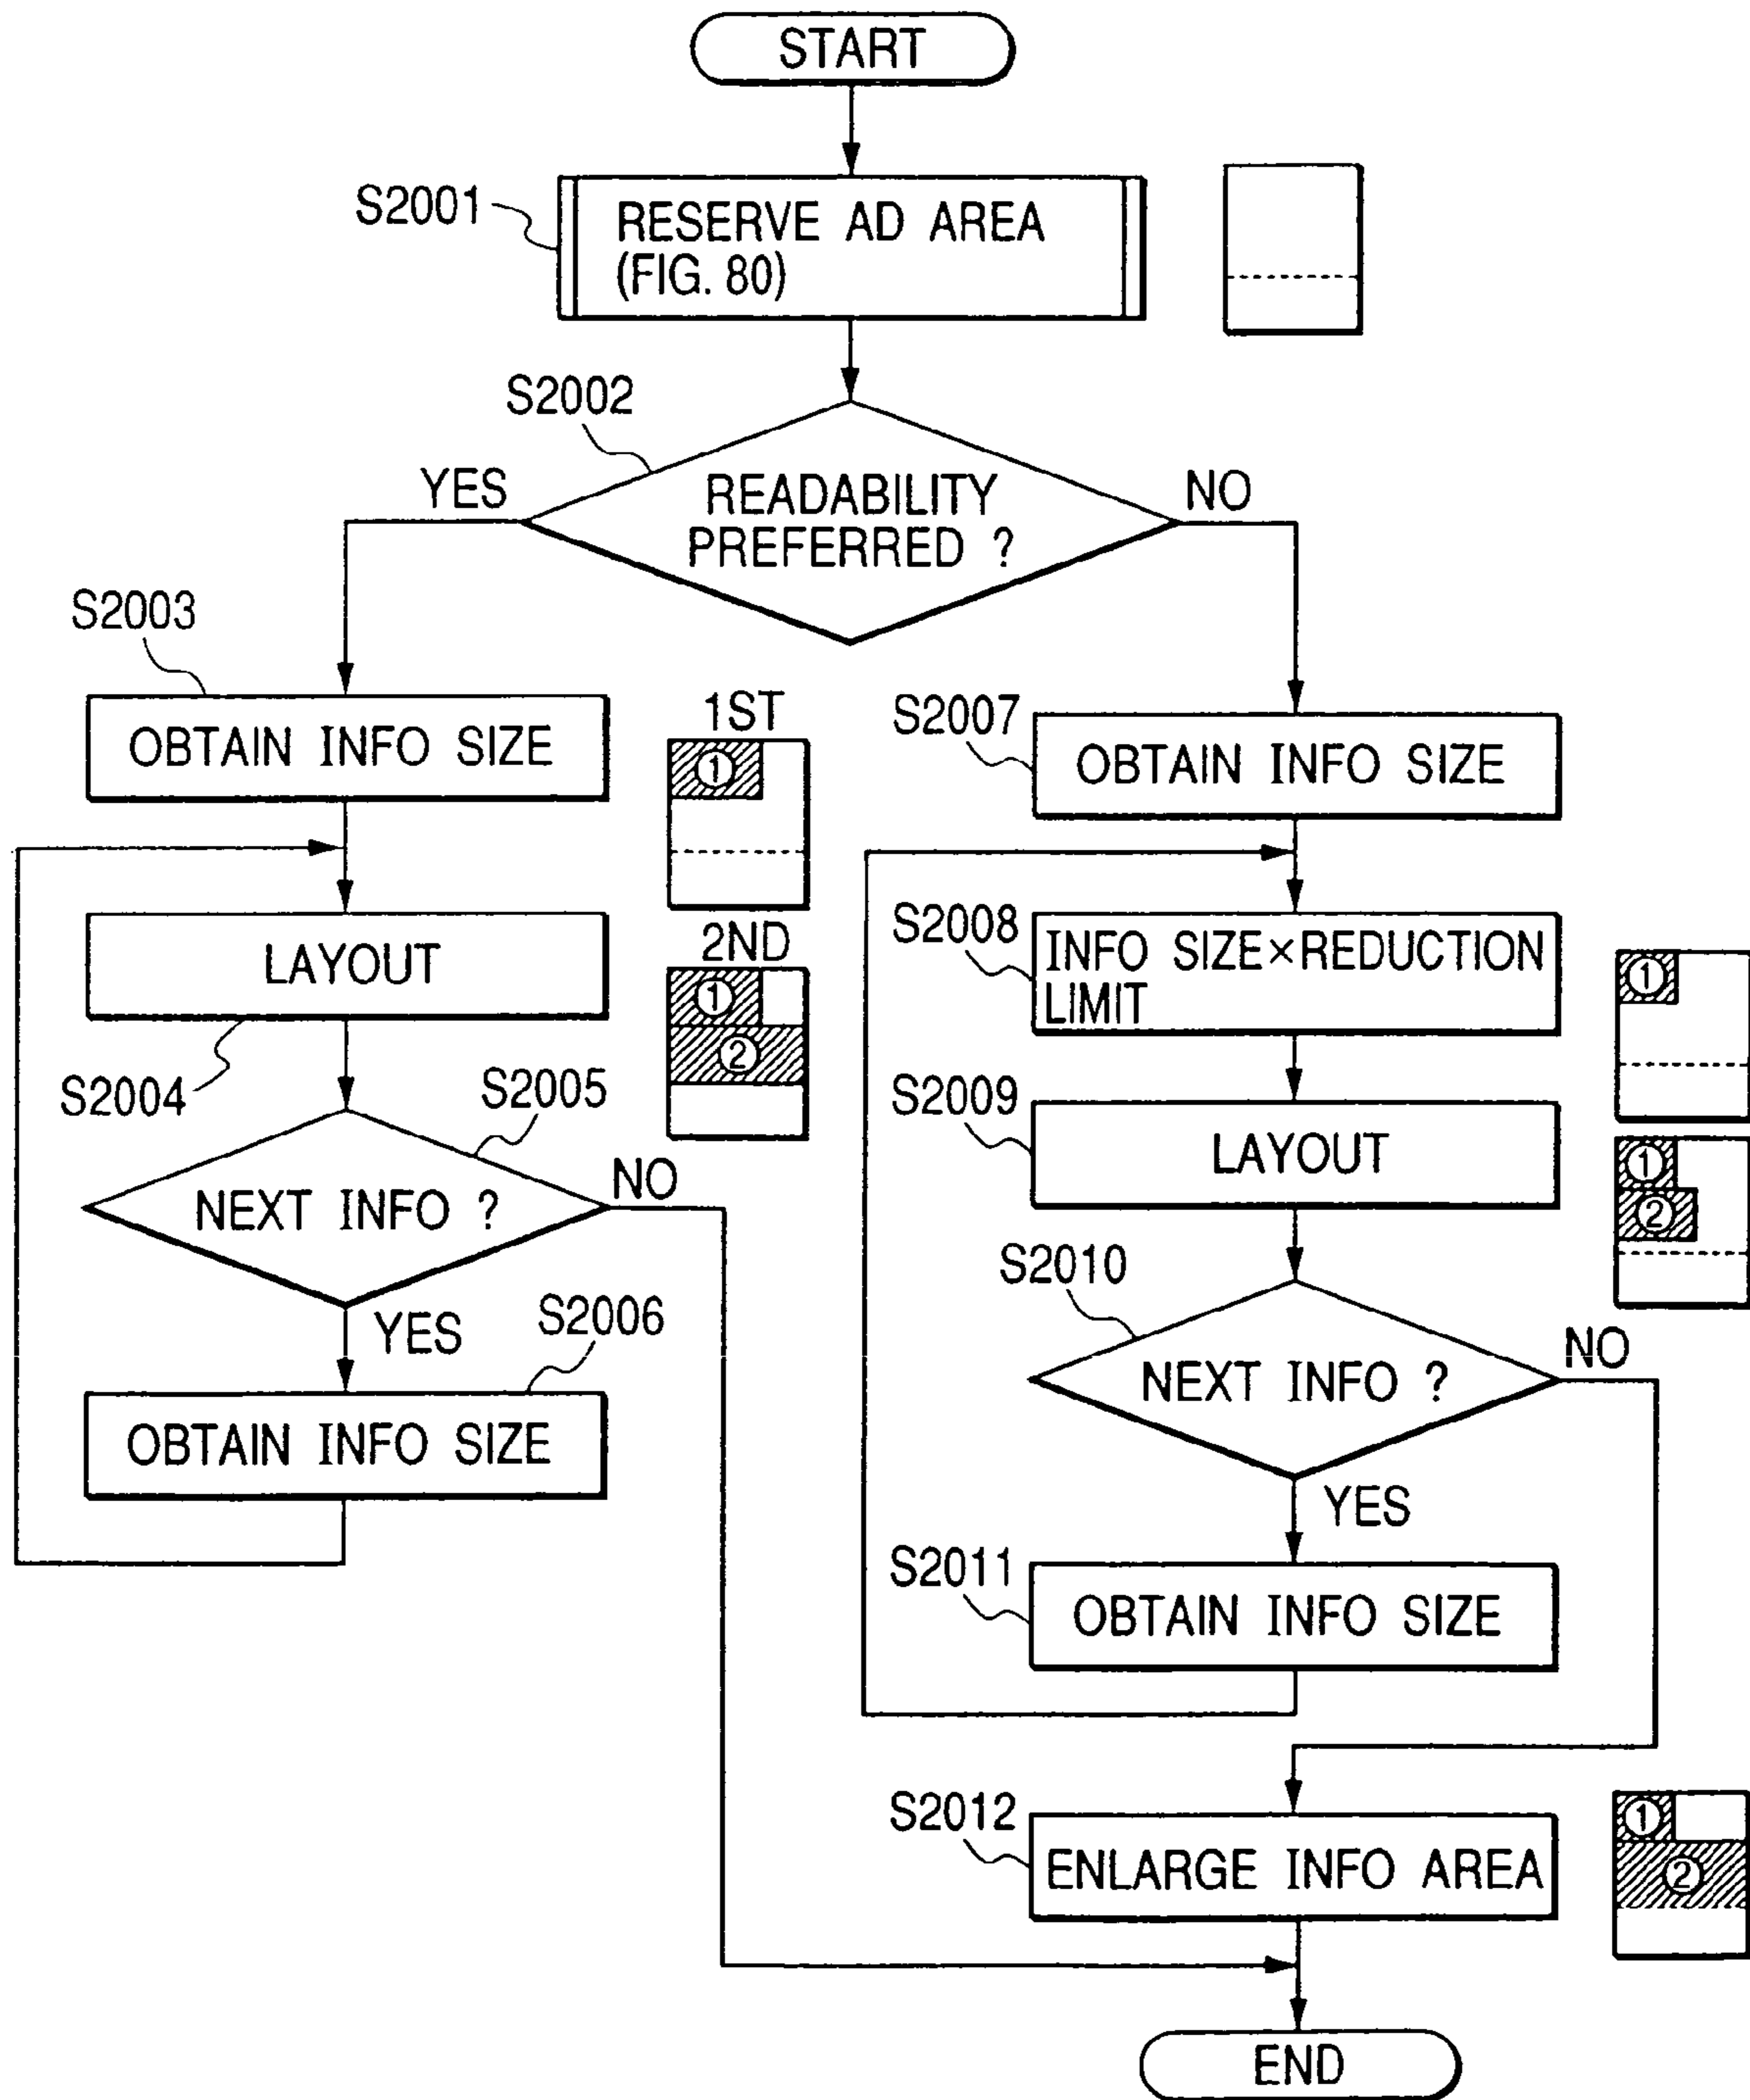 START
S2001
RESERVE AD AREA
(FIG. 80)
S2002
YES
READABILITY
PREFERRED ?
NO
S2003
OBTAIN INFO SIZE
1ST
1
S2004
LAYOUT
2ND
1
2
S2005
NEXT INFO ?
NO
YES
S2006
OBTAIN INFO SIZE
S2007
OBTAIN INFO SIZE
S2008
INFO SIZE×REDUCTION
LIMIT
1
S2009
LAYOUT
1
2
S2010
NEXT INFO ?
NO
YES
S2011
OBTAIN INFO SIZE
S2012
ENLARGE INFO AREA
1
2
END